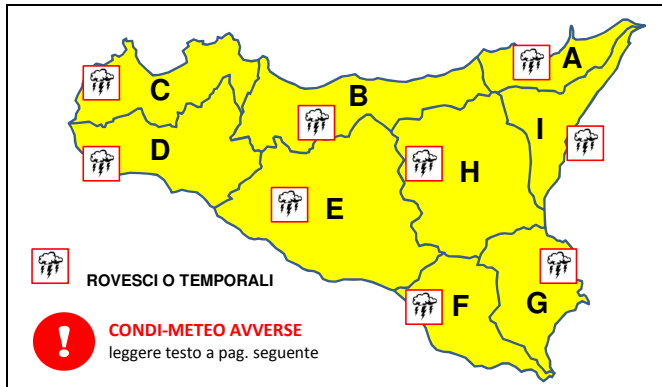 A
C
B
I
D
H
E
F
G
ROVESCI O TEMPORALI
!
CONDI-METEO AVVERSE
leggere testo a pag. seguente